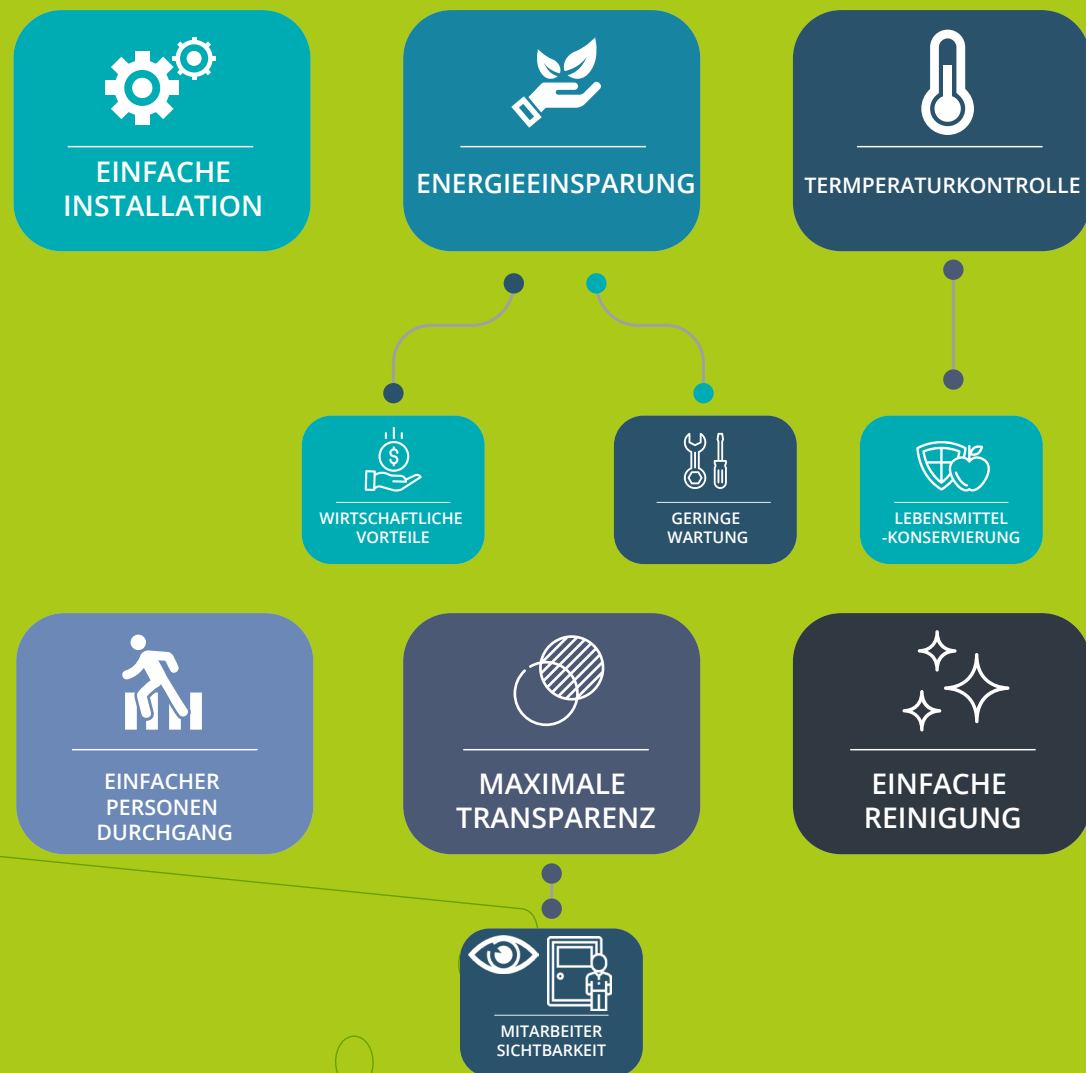 EINFACHE
INSTALLATION
ENERGIEEINSPARUNG
TERMPERATURKONTROLLE
$
WIRTSCHAFTLICHE
VORTEILE
GERINGE
WARTUNG
LEBENSMITTEL
-KONSERVIERUNG
EINFACHER
PERSONEN
DURCHGANG
MAXIMALE
TRANSPARENZ
EINFACHE
REINIGUNG
MITARBEITER
SICHTBARKEIT